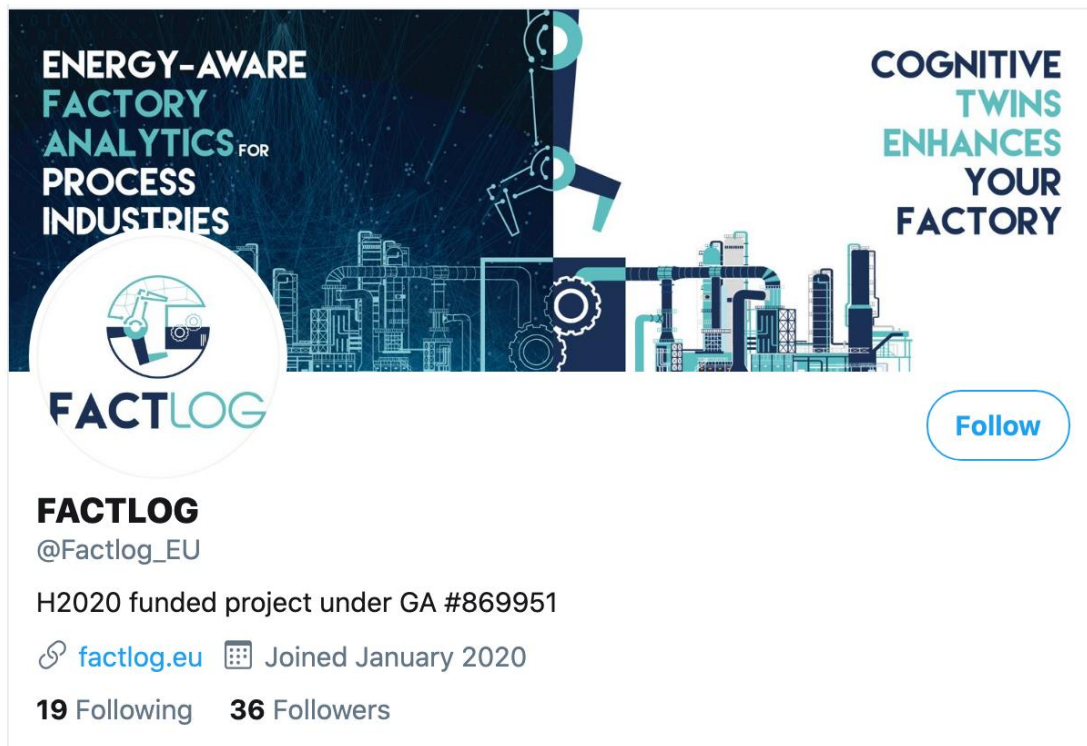 ENERGY-AWARE
FACTORY
ANALYTICS FOR
PROCESS
INDUSTRIES
COGNITIVE
TWINS
ENHANCES
YOUR
FACTORY
FACTLOG
Follow
FACTLOG
@Factlog_EU
H2020 funded project under GA #869951
factlog.eu Joined January 2020
19 Following 36 Followers